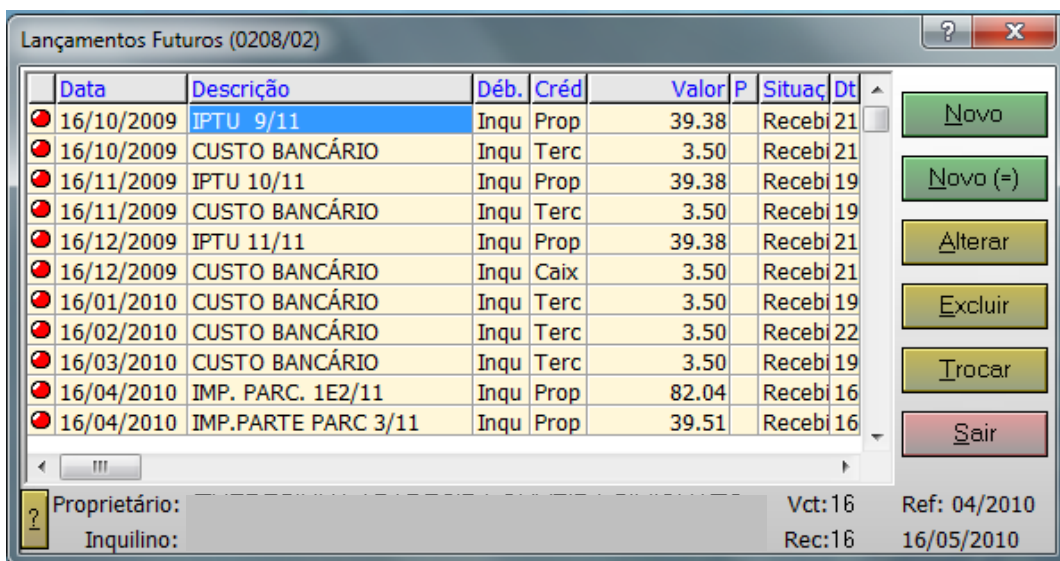 Lançamentos Futuros (0208/02)
Data Descrição Déb. Créd Valor P Situaç Dt
16/10/2009 IPTU 9/11 Inqu Prop 39.38 Recebi 21
16/10/2009 CUSTO BANCÁRIO Inqu Terc 3.50 Recebi 21
16/11/2009 IPTU 10/11 Inqu Prop 39.38 Recebi 19
16/11/2009 CUSTO BANCÁRIO Inqu Terc 3.50 Recebi 19
16/12/2009 IPTU 11/11 Inqu Prop 39.38 Recebi 21
16/12/2009 CUSTO BANCÁRIO Inqu Caix 3.50 Recebi 21
16/01/2010 CUSTO BANCÁRIO Inqu Terc 3.50 Recebi 19
16/02/2010 CUSTO BANCÁRIO Inqu Terc 3.50 Recebi 22
16/03/2010 CUSTO BANCÁRIO Inqu Terc 3.50 Recebi 19
16/04/2010 IMP. PARC. 1E2/11 Inqu Prop 82.04 Recebi 16
16/04/2010 IMP.PARTE PARC 3/11 Inqu Prop 39.51 Recebi 16
Novo
Novo (=)
Alterar
Excluir
Trocar
Sair
? Proprietário: Vct:16 Ref: 04/2010
Inquilino: Rec:16 16/05/2010